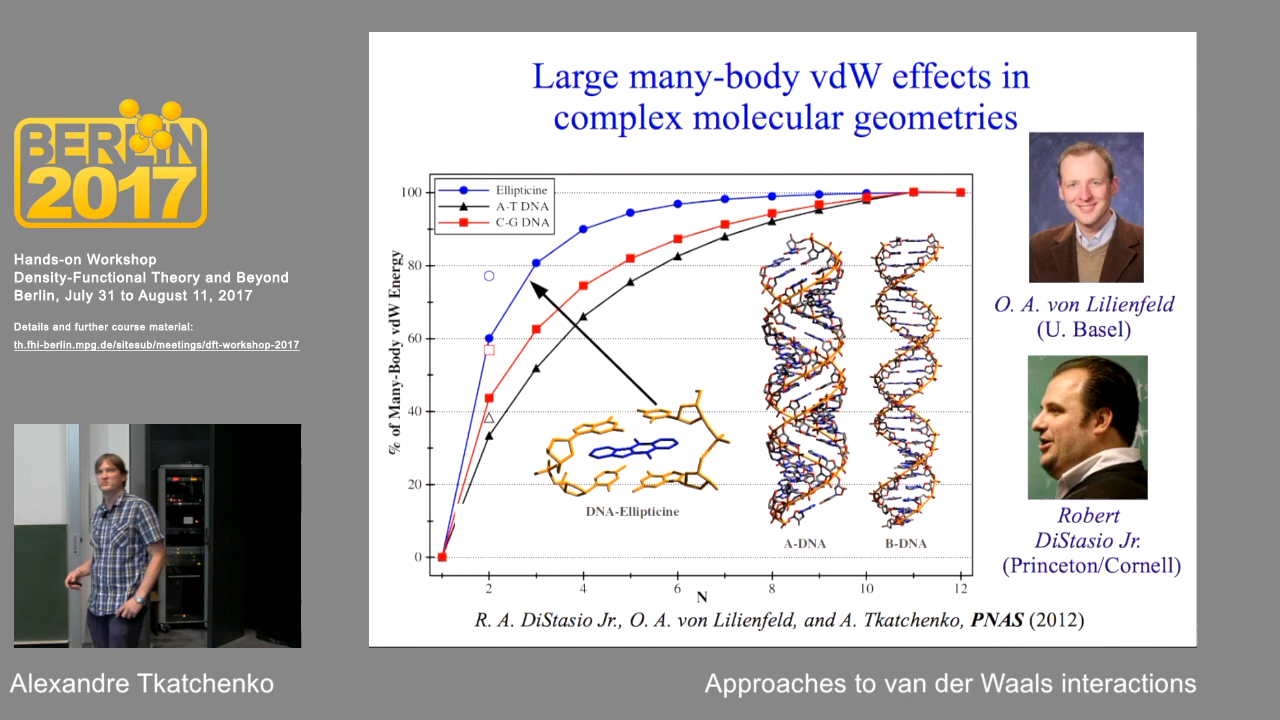 BERLIN
2017
Hands-on Workshop
Density-Functional Theory and Beyond
Berlin, July 31 to August 11, 2017
Details and further course material:
th.fhi-berlin.mpg.de/sitesub/meetings/dft-workshop-2017
Large many-body vdW effects in
complex molecular geometries
Ellipticine
A-T DNA
C-G DNA
% of Many-Body vdW Energy
100
80
60
40
20
0
2
4
6
8
10
12
N
DNA-Ellipticine
A-DNA
B-DNA
O. A. von Lilienfeld
(U. Basel)
Robert
DiStasio Jr.
(Princeton/Cornell)
R. A. DiStasio Jr., O. A. von Lilienfeld, and A. Tkatchenko, PNAS (2012)
Alexandre Tkatchenko
Approaches to van der Waals interactions